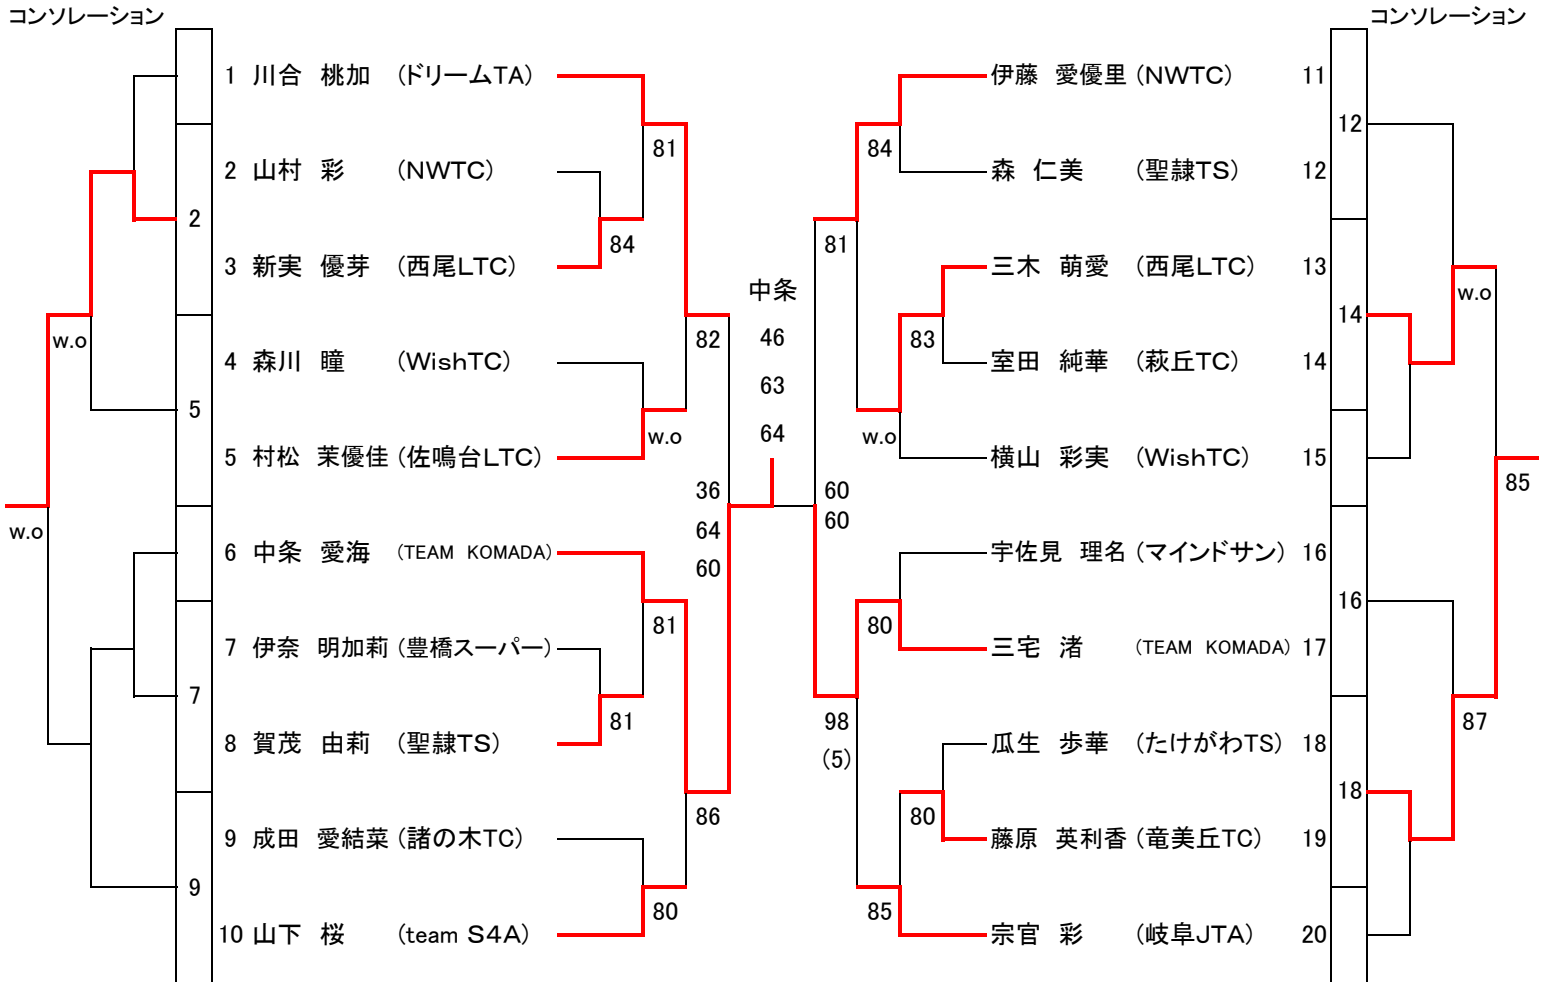 コンソレーション
コンソレーション
1 川合 桃加 (ドリームTA)
伊藤 愛優里 (NWTC) 11
12
81
84
2 山村 彩 (NWTC)
森 仁美 (聖隷TS) 12
2
84
81
3 新実 優芽 (西尾LTC)
三木 萌愛 (西尾LTC) 13
中条
w.o
14
w.o
82
46
83
4 森川 瞳 (WishTC)
室田 純華 (萩丘TC) 14
63
5
64
w.o
w.o
5 村松 茉優佳 (佐鳴台LTC)
横山 彩実 (WishTC) 15
85
36
60
w.o
64
60
6 中条 愛海 (TEAM KOMADA)
宇佐見 理名 (マインドサン) 16
60
16
81
80
7 伊奈 明加莉 (豊橋スーパー)
三宅 渚 (TEAM KOMADA) 17
7
81
98
87
8 賀茂 由莉 (聖隷TS)
瓜生 歩華 (たけがわTS) 18
(5)
18
86
80
9 成田 愛結菜 (諸の木TC)
藤原 英利香 (竜美丘TC) 19
9
80
85
10 山下 桜 (team S4A)
宗官 彩 (岐阜JTA) 20